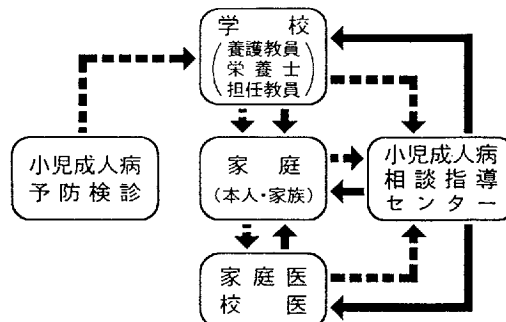 学校
(養護教員
栄養士
担任教員)
小児成人病
予防検診
家庭
(本人・家族)
小児成人病
相談指導
センター
家庭医
校医